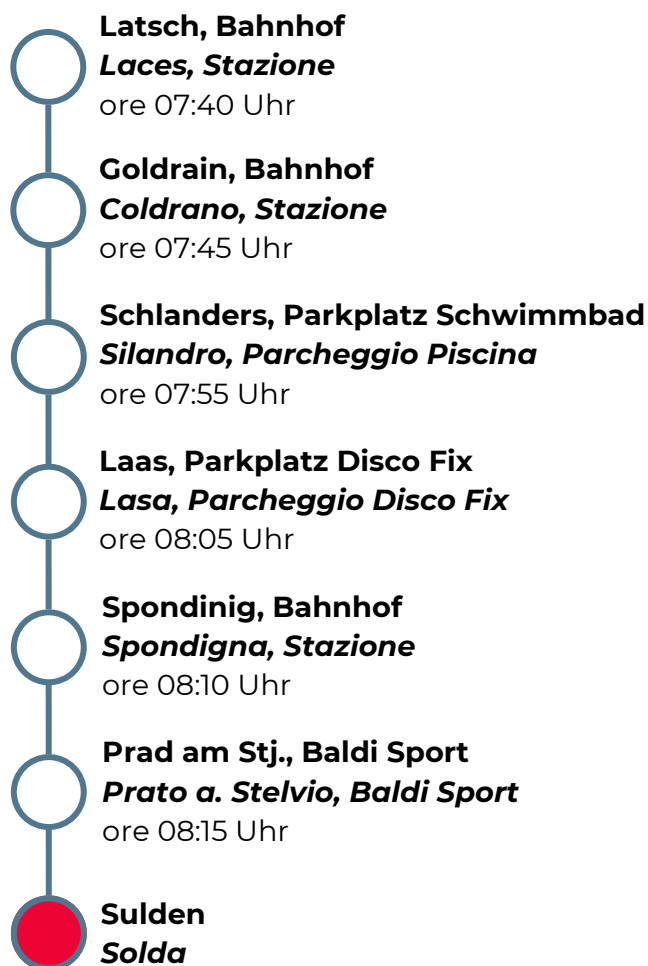 Latsch, Bahnhof
Laces, Stazione
ore 07:40 Uhr
Goldrain, Bahnhof
Coldrano, Stazione
ore 07:45 Uhr
Schlanders, Parkplatz Schwimmbad
Silandro, Parcheggio Piscina
ore 07:55 Uhr
Laas, Parkplatz Disco Fix
Lasa, Parcheggio Disco Fix
ore 08:05 Uhr
Spondinig, Bahnhof
Spondigna, Stazione
ore 08:10 Uhr
Prad am Stj., Baldi Sport
Prato a. Stelvio, Baldi Sport
ore 08:15 Uhr
Sulden
Solda